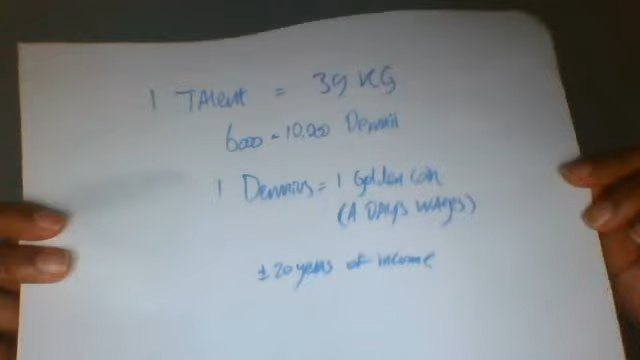 1 Talent = 39 KG
6000 - 10.000 Denarii
1 Denarius = 1 Golden Coin
(A DAYS WAGES)
± 20 years of income